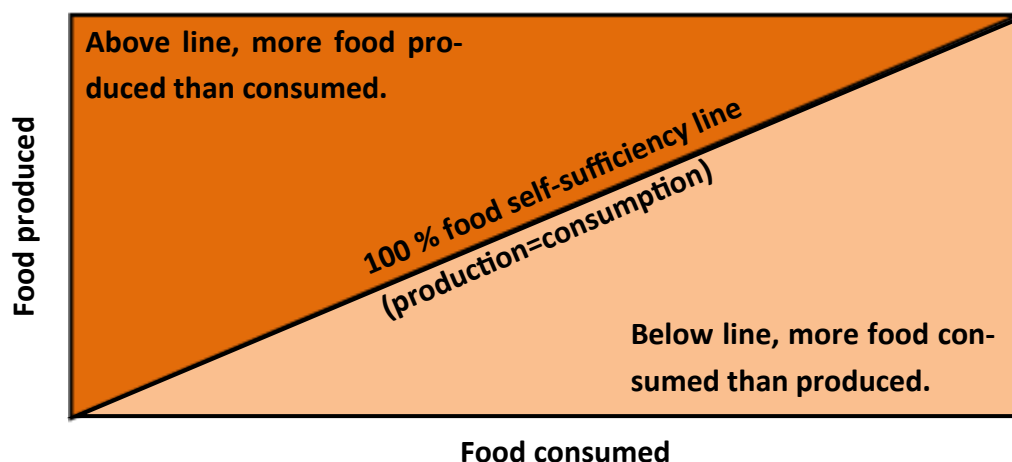 Above line, more food pro-
duced than consumed.
Food produced
100 % food self-sufficiency line
(production=consumption)
Below line, more food con-
sumed than produced.
Food consumed